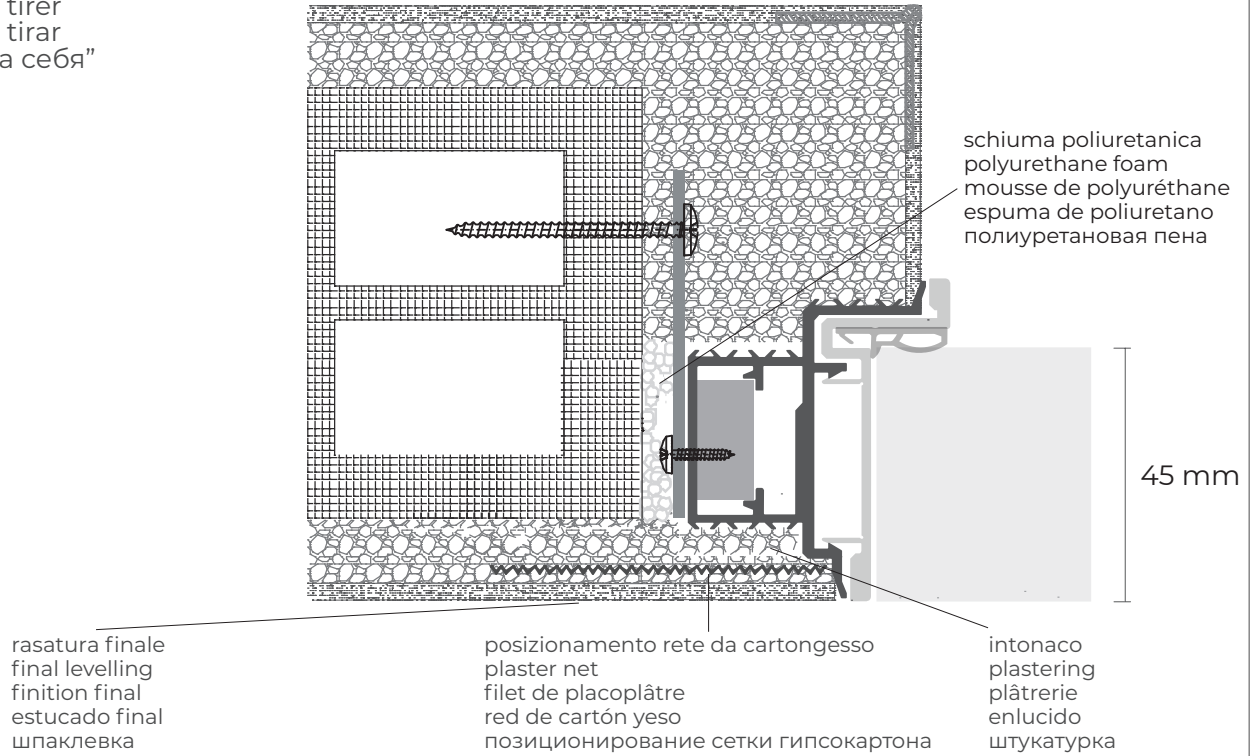 tirer
tirar
а себя”
schiuma poliuretanica
polyurethane foam
mousse de polyuréthane
espuma de poliuretano
полиуретановая пена
45 mm
rasatura finale
final levelling
finition final
estucado final
шпаклевка
posizionamento rete da cartongesso
plaster net
filet de placoplâtre
red de cartón yeso
позиционирование сетки гипсокартона
intonaco
plastering
plâtrerie
enlucido
штукатурка